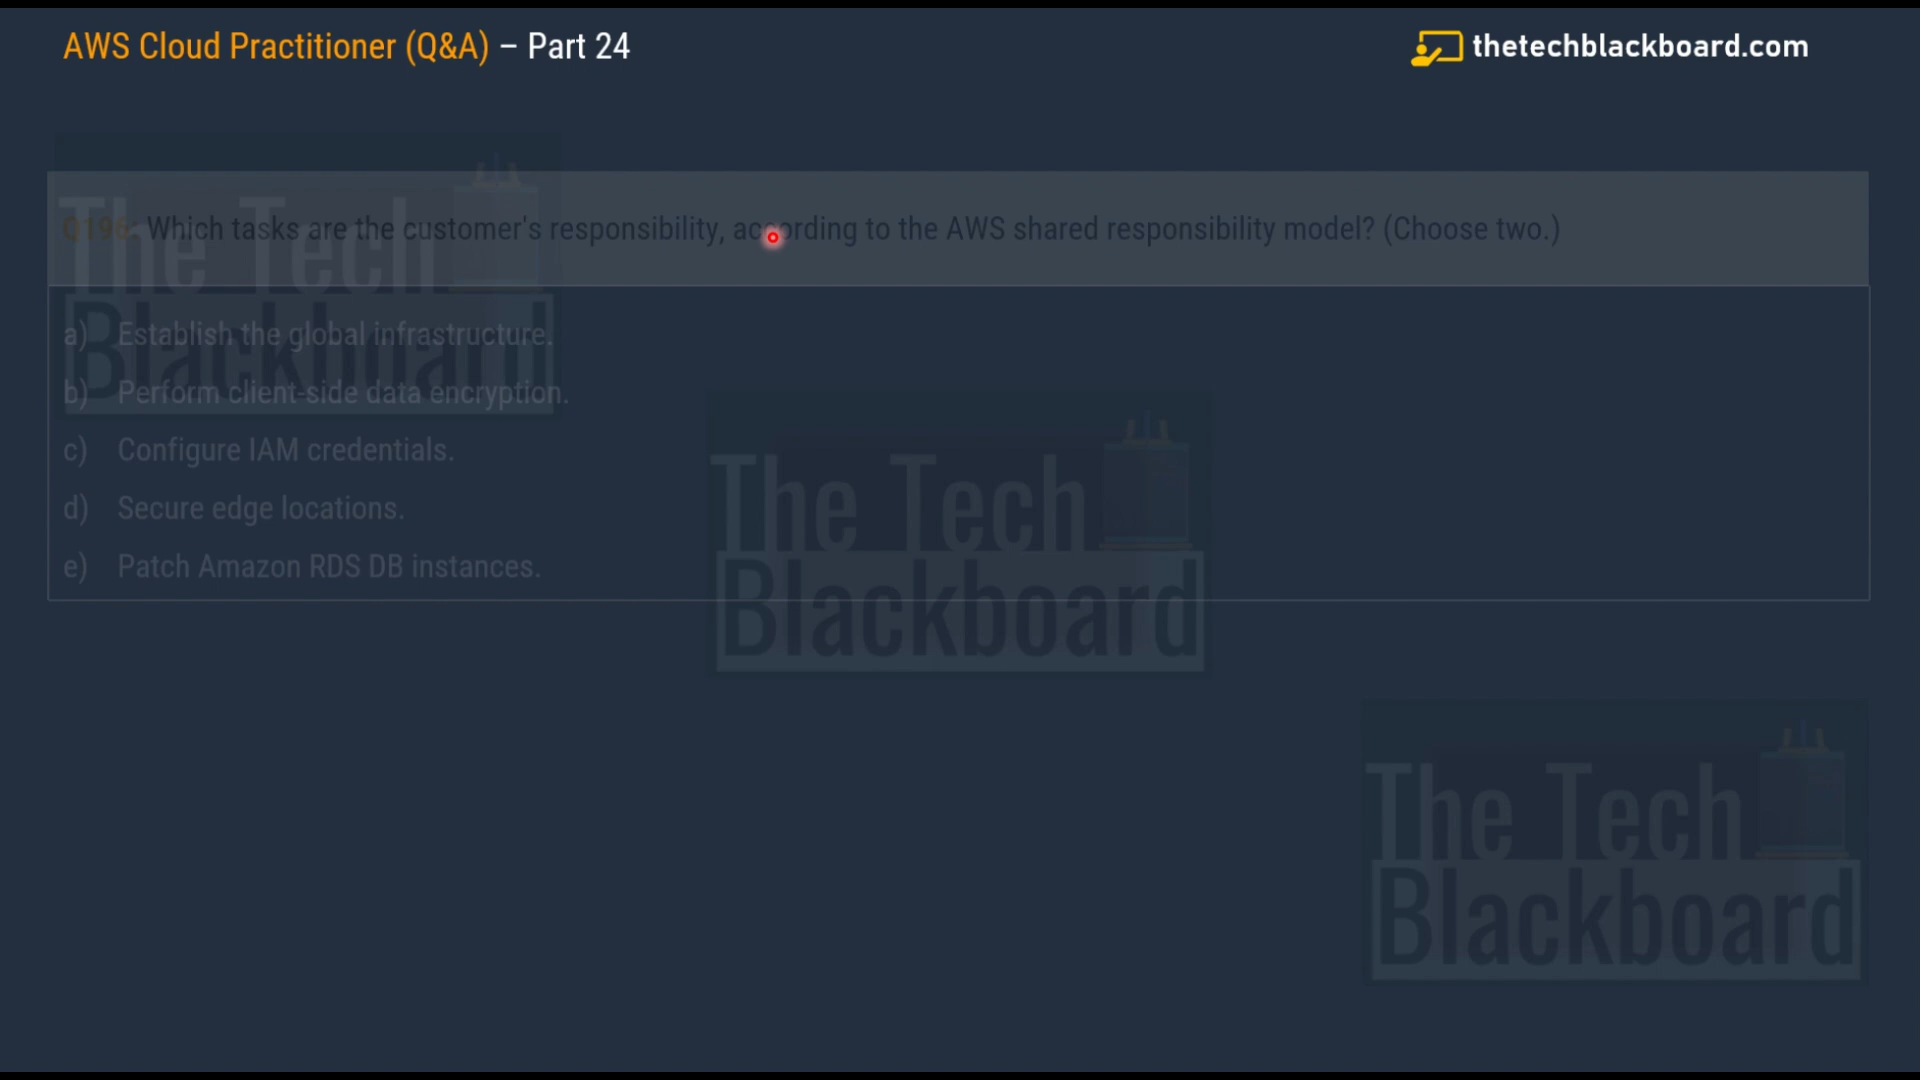 AWS Cloud Practitioner (Q&A) – Part 24
thetechblackboard.com
Which tasks are the customer's responsibility, according to the AWS shared responsibility model? (Choose two.)
a) Establish the global infrastructure.
b) Perform client-side data encryption.
c) Configure IAM credentials.
d) Secure edge locations.
e) Patch Amazon RDS DB instances.
The Tech
Blackboard
The Tech
Blackboard
The Tech
Blackboard